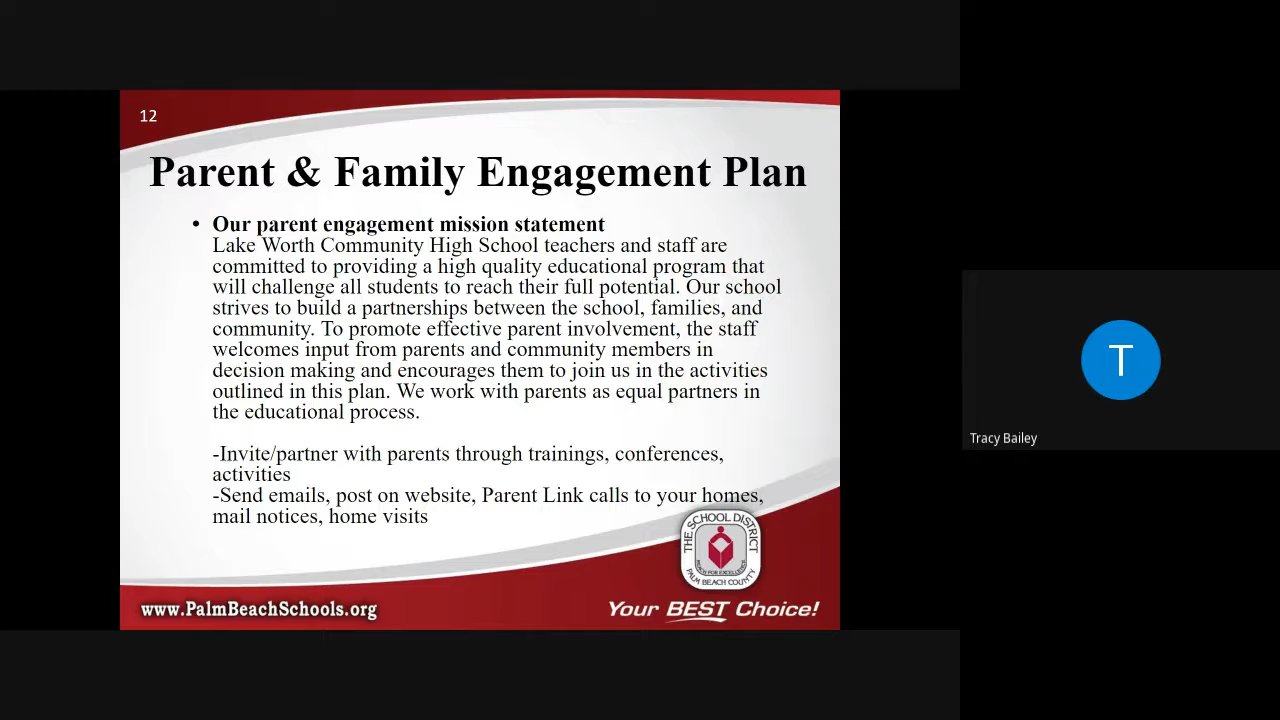 12
Parent & Family Engagement Plan
• Our parent engagement mission statement
Lake Worth Community High School teachers and staff are
committed to providing a high quality educational program that
will challenge all students to reach their full potential. Our school
strives to build a partnerships between the school, families, and
community. To promote effective parent involvement, the staff
welcomes input from parents and community members in
decision making and encourages them to join us in the activities
outlined in this plan. We work with parents as equal partners in
the educational process.
-Invite/partner with parents through trainings, conferences,
activities
-Send emails, post on website, Parent Link calls to your homes,
mail notices, home visits
THE SCHOOL DISTRICT
PALM BEACH COUNTY
www.PalmBeachSchools.org
Your BEST Choice!
T
Tracy Bailey